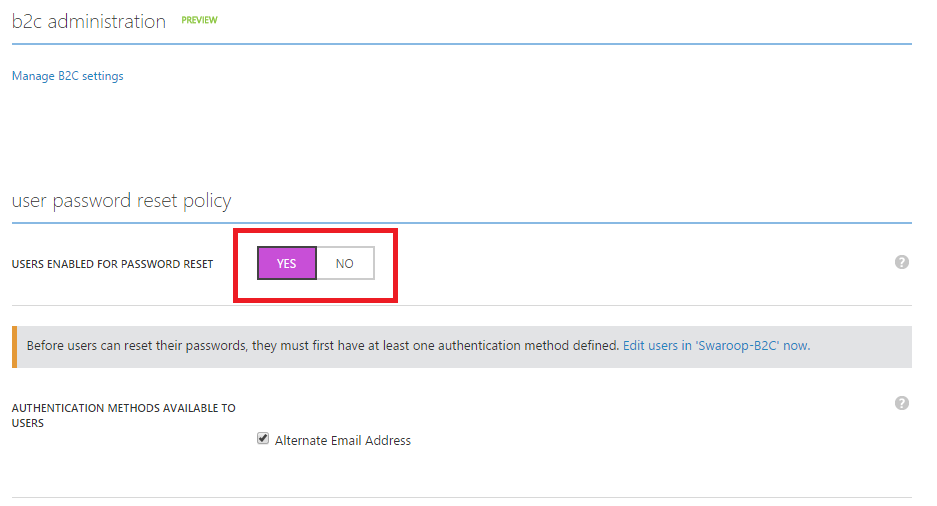 b2c administration PREVIEW
Manage B2C settings
user password reset policy
USERS ENABLED FOR PASSWORD RESET YES NO ?
Before users can reset their passwords, they must first have at least one authentication method defined. Edit users in 'Swaroop-B2C' now.
AUTHENTICATION METHODS AVAILABLE TO ?
USERS
Alternate Email Address